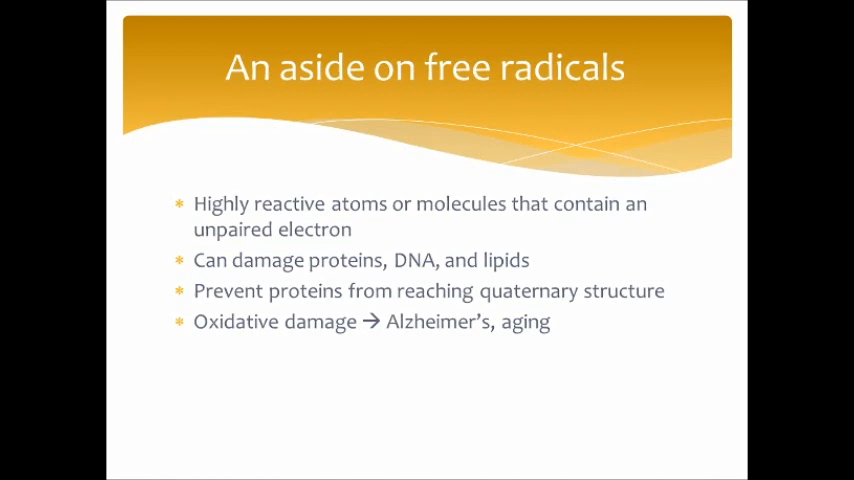 An aside on free radicals
* Highly reactive atoms or molecules that contain an
unpaired electron
* Can damage proteins, DNA, and lipids
* Prevent proteins from reaching quaternary structure
* Oxidative damage → Alzheimer's, aging